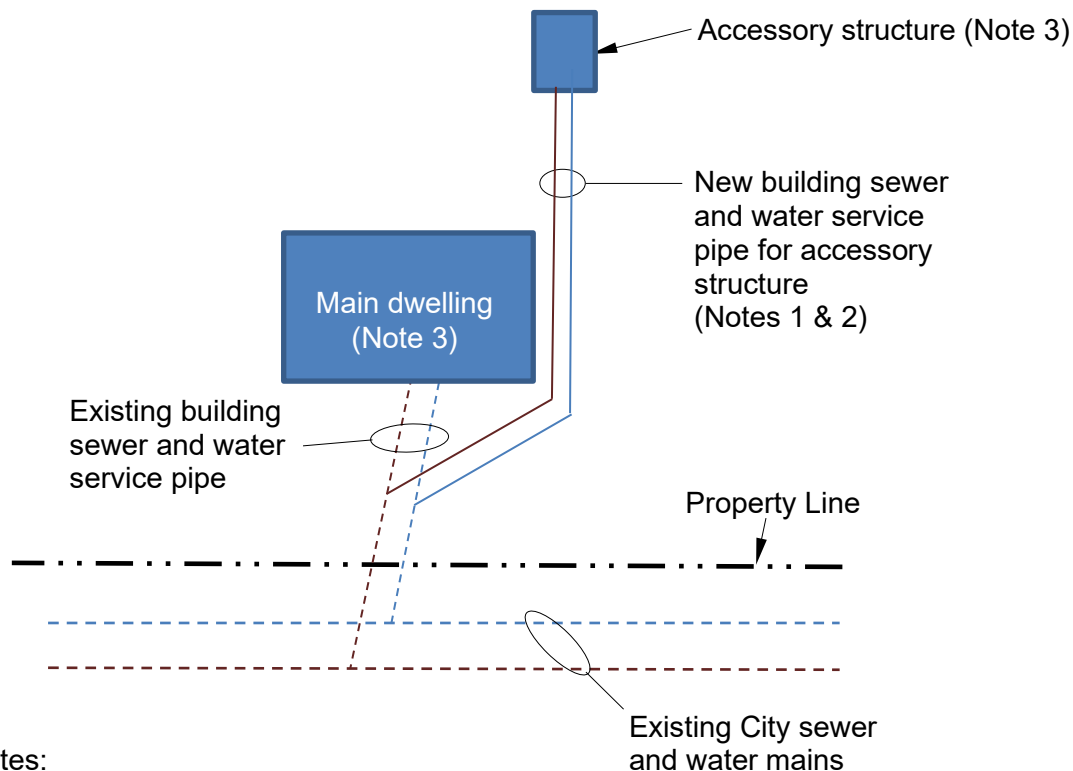 Accessory structure (Note 3)
New building sewer
and water service
pipe for accessory
structure
(Notes 1 & 2)
Main dwelling
(Note 3)
Existing building
sewer and water
service pipe
Property Line
Existing City sewer
and water mains
tes: